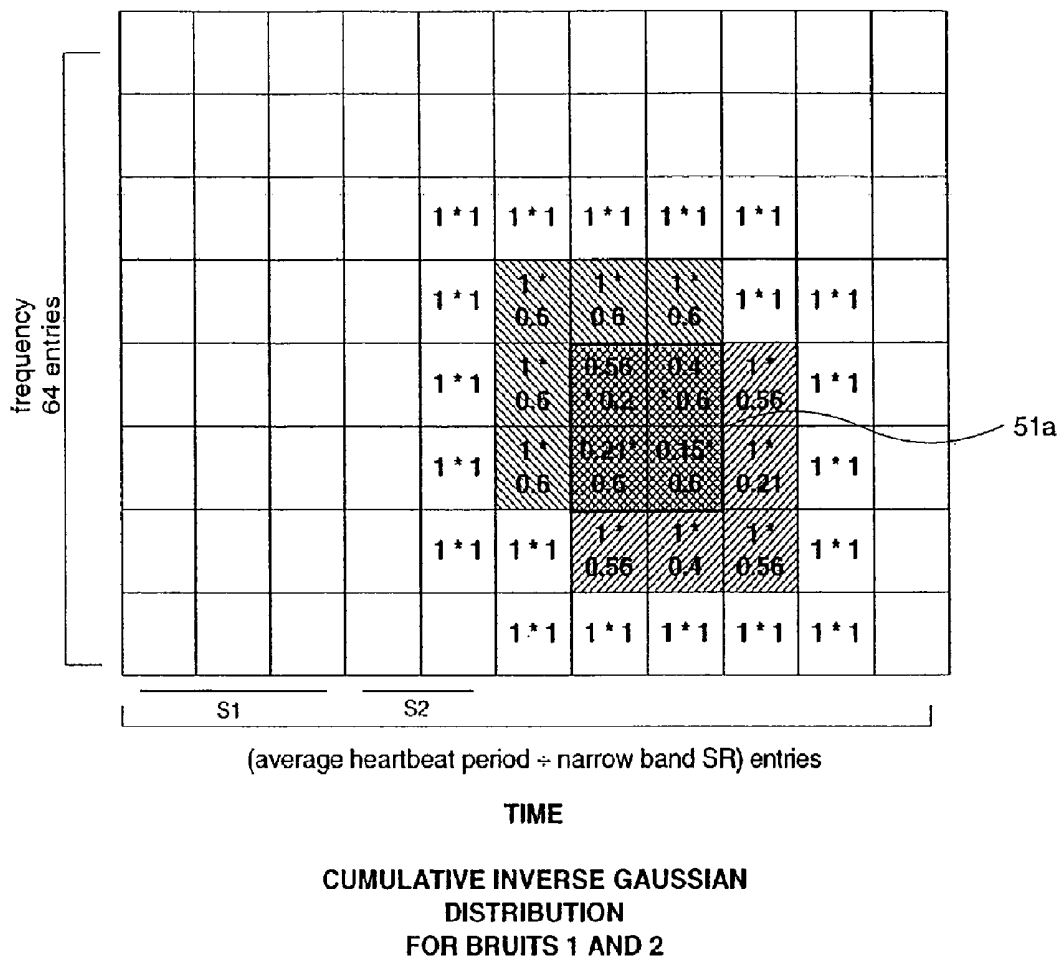 1 * 1 1 * 1 1 * 1 1 * 1 1 * 1
1 * 1 1 * 0.6 1 * 0.6 1 * 0.6 1 * 1 1 * 1
1 * 1 1 * 0.6 0.56 * 0.2 0.4 * 0.6 1 * 0.56 1 * 1
1 * 1 1 * 0.6 0.21 * 0.6 0.15 * 0.6 1 * 0.21 1 * 1
1 * 1 1 * 1 1 * 0.56 1 * 0.4 1 * 0.56 1 * 1
1 * 1 1 * 1 1 * 1 1 * 1 1 * 1
frequency
64 entries
51a
S1 S2
(average heartbeat period ÷ narrow band SR) entries
TIME
CUMULATIVE INVERSE GAUSSIAN
DISTRIBUTION
FOR BRUITS 1 AND 2